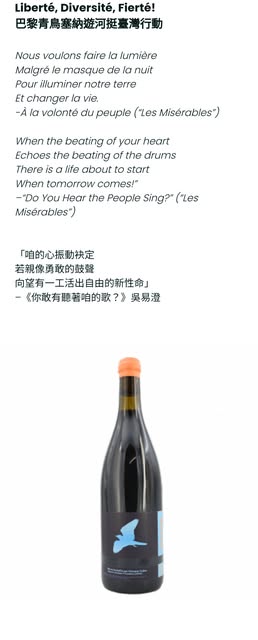 Liberté, Diversité, Fierté!
巴黎青鳥塞納遊河挺臺灣行動
Nous voulons faire la lumière
Malgré le masque de la nuit
Pour illuminer notre terre
Et changer la vie.
-À la volonté du peuple (“Les Misérables”)
When the beating of your heart
Echoes the beating of the drums
There is a life about to start
When tomorrow comes!”
–“Do You Hear the People Sing?” (“Les
Misérables”)
「咱的心振動袂定
若親像勇敢的鼓聲
向望有一工活出自由的新性命」
–《你敢有聽著咱的歌？》吳易澄